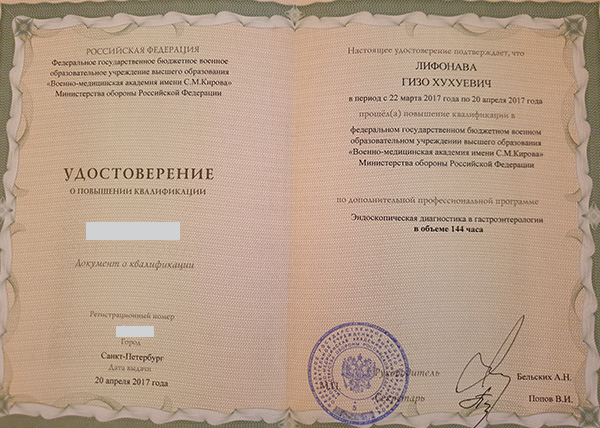 РОССИЙСКАЯ ФЕДЕРАЦИЯ
Федеральное государственное бюджетное военное
образовательное учреждение высшего образования
«Военно-медицинская академия имени С.М.Кирова»
Министерства обороны Российской Федерации
УДОСТОВЕРЕНИЕ
О ПОВЫШЕНИИ КВАЛИФИКАЦИИ
Документ о квалификации
Регистрационный номер
Город
Санкт-Петербург
Дата выдачи
20 апреля 2017 года
Настоящее удостоверение подтверждает, что
ЛИФОНАВА
ГИЗО ХУХУЕВИЧ
в период с 22 марта 2017 года по 20 апреля 2017 года
прошёл(а) повышение квалификации в
федеральном государственном бюджетном военном
образовательном учреждении высшего образования
«Военно-медицинская академия имени С.М.Кирова»
Министерства обороны Российской Федерации
по дополнительной профессиональной программе
Эндоскопическая диагностика в гастроэнтерологии
в объеме 144 часа
Руководитель
Бельских А.Н.
М.П.
Секретарь
Попов В.И.